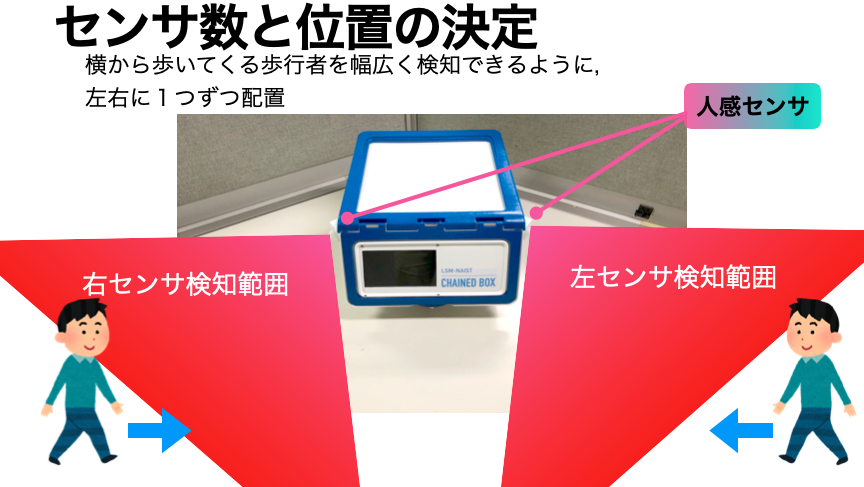 センサ数と位置の決定
横から歩いてくる歩行者を幅広く検知できるように,
左右に１つずつ配置
人感センサ
右センサ検知範囲
左センサ検知範囲
LSM-NAIST
CHAINED BOX